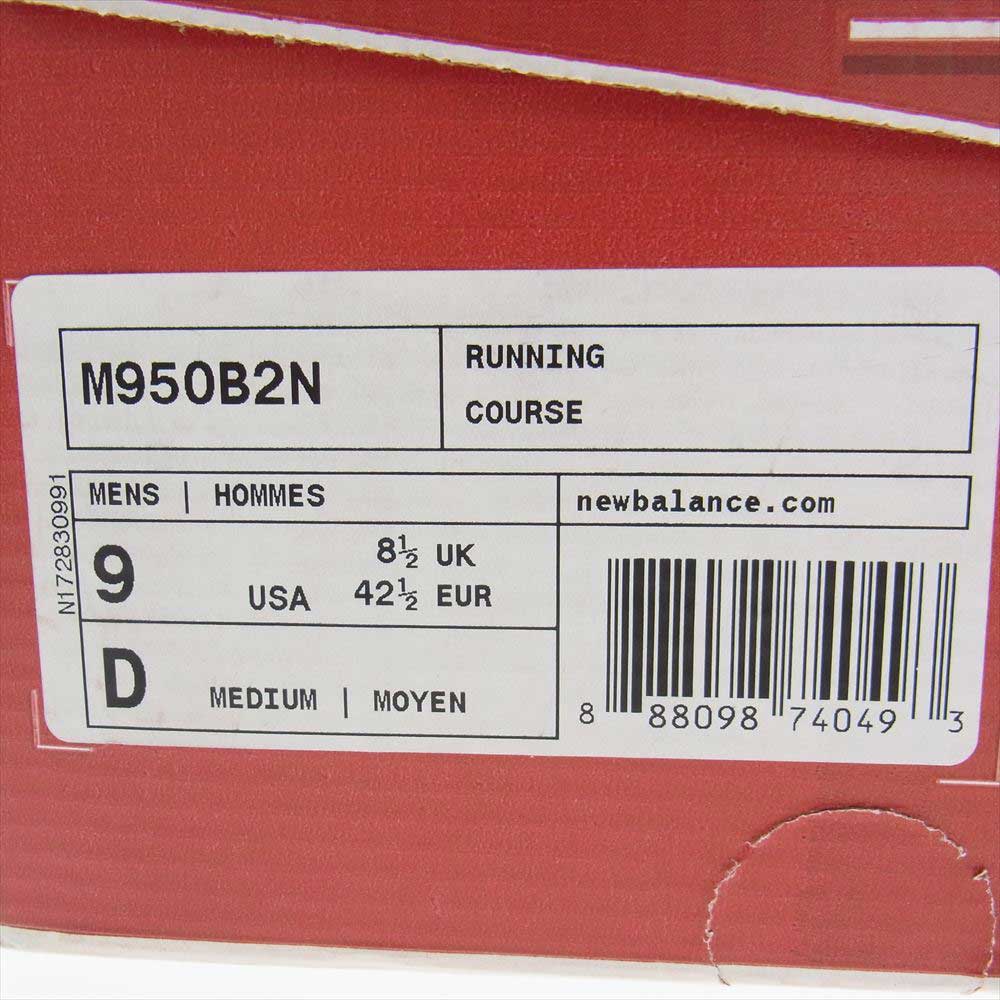 M950B2N
RUNNING
COURSE
N172830991
MENS | HOMMES
newbalance.com
9
USA
8½ UK
42½ EUR
D
MEDIUM | MOYEN
8 88098 74049 3